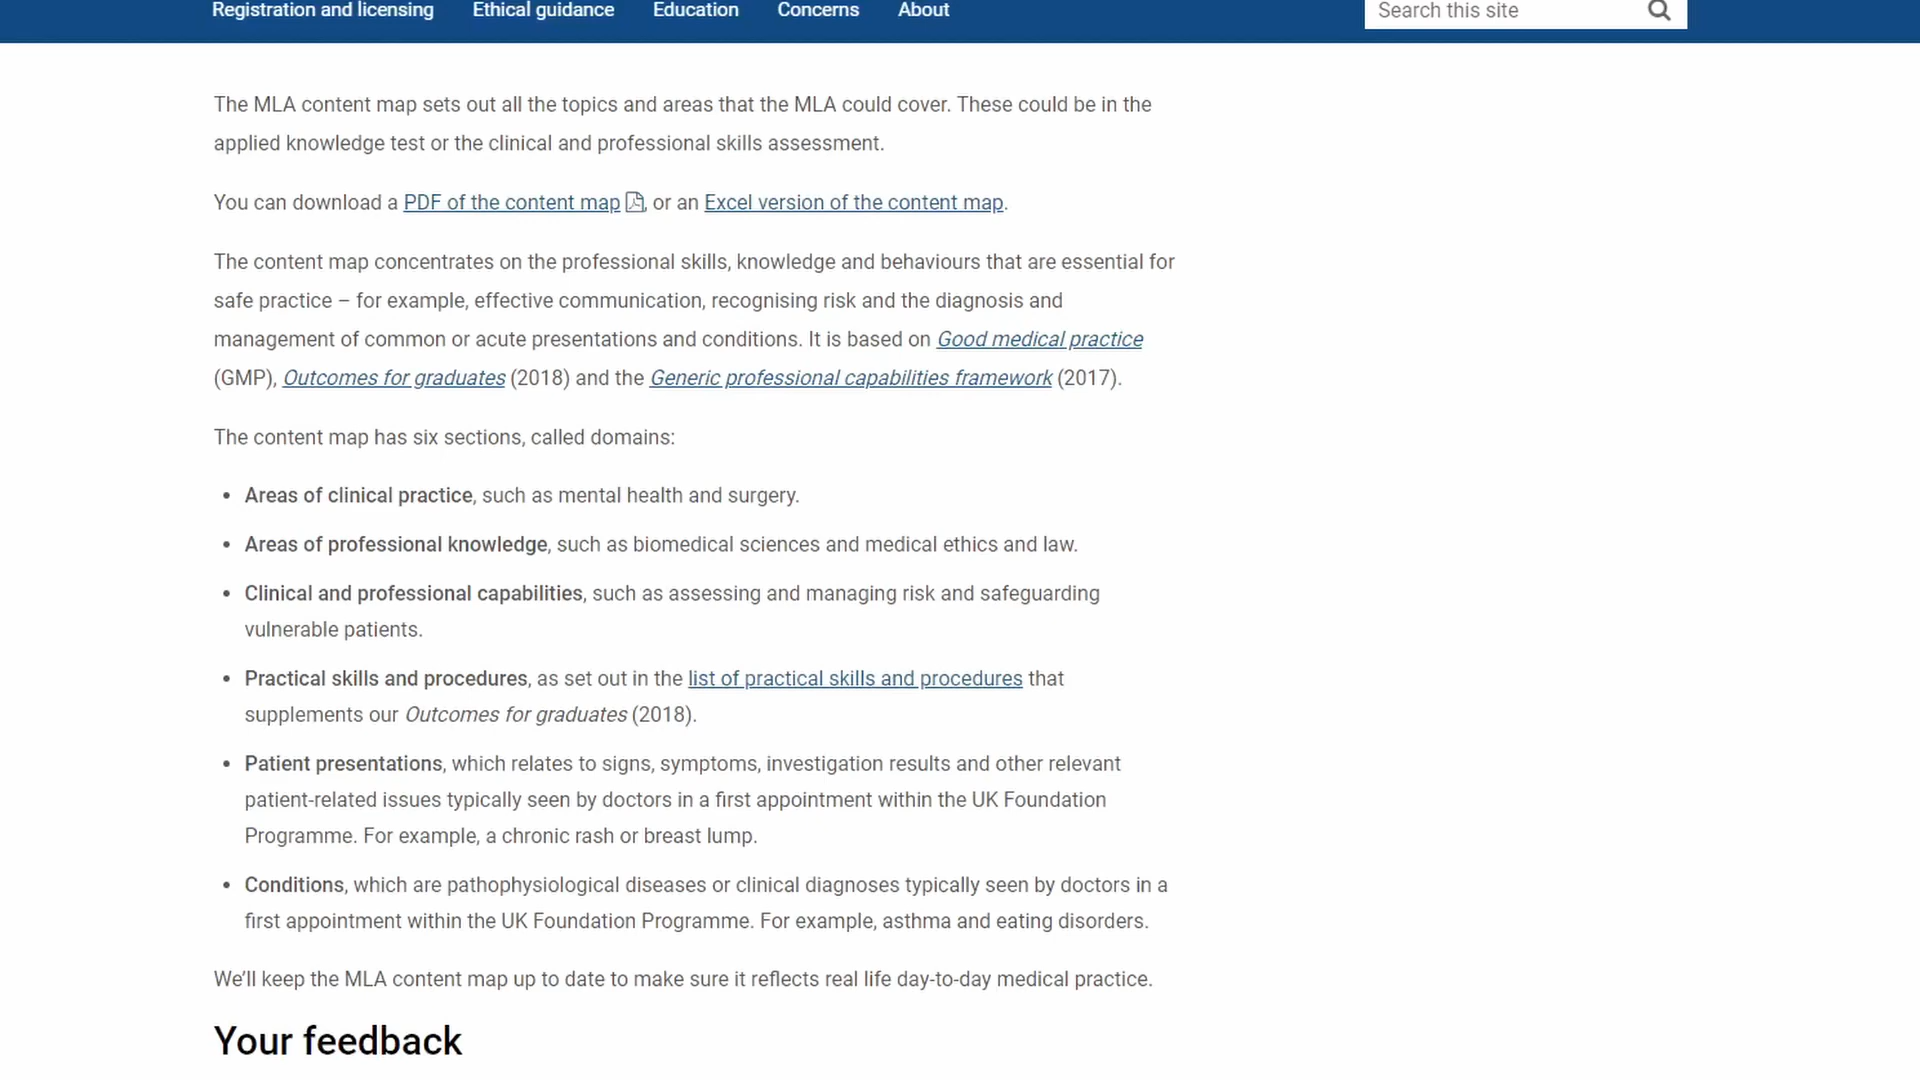 Registration and licensing Ethical guidance Education Concerns About Search this site
The MLA content map sets out all the topics and areas that the MLA could cover. These could be in the
applied knowledge test or the clinical and professional skills assessment.
You can download a PDF of the content map, or an Excel version of the content map.
The content map concentrates on the professional skills, knowledge and behaviours that are essential for
safe practice – for example, effective communication, recognising risk and the diagnosis and
management of common or acute presentations and conditions. It is based on Good medical practice
(GMP), Outcomes for graduates (2018) and the Generic professional capabilities framework (2017).
The content map has six sections, called domains:
• Areas of clinical practice, such as mental health and surgery.
• Areas of professional knowledge, such as biomedical sciences and medical ethics and law.
• Clinical and professional capabilities, such as assessing and managing risk and safeguarding
vulnerable patients.
• Practical skills and procedures, as set out in the list of practical skills and procedures that
supplements our Outcomes for graduates (2018).
• Patient presentations, which relates to signs, symptoms, investigation results and other relevant
patient-related issues typically seen by doctors in a first appointment within the UK Foundation
Programme. For example, a chronic rash or breast lump.
• Conditions, which are pathophysiological diseases or clinical diagnoses typically seen by doctors in a
first appointment within the UK Foundation Programme. For example, asthma and eating disorders.
We’ll keep the MLA content map up to date to make sure it reflects real life day-to-day medical practice.
Your feedback